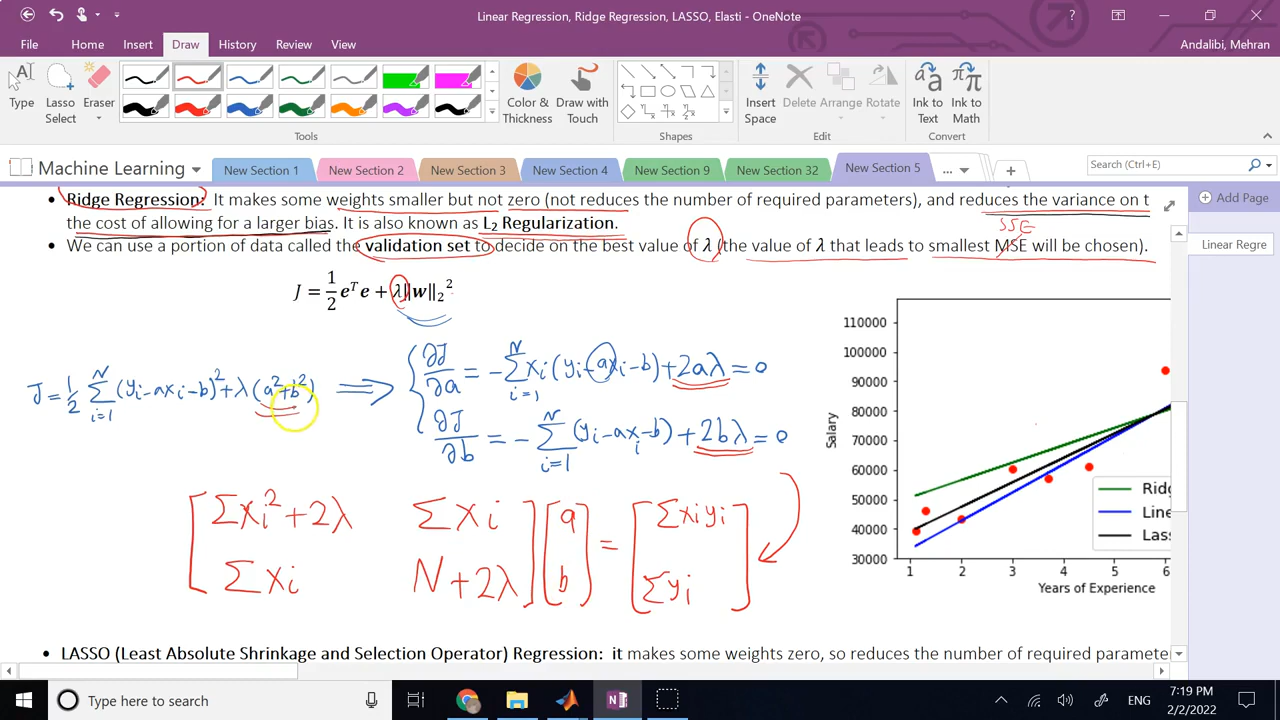 Linear Regression, Ridge Regression, LASSO, Elasti - OneNote
Andalibi, Mehran
File Home Insert Draw History Review View
Type Lasso Select Eraser
Color & Thickness Draw with Touch
Insert Space Delete Arrange Rotate
Ink to Text Ink to Math
Tools Shapes Edit Convert
Machine Learning New Section 1 New Section 2 New Section 3 New Section 4 New Section 9 New Section 32 New Section 5 ... Search (Ctrl+E)
Add Page
Linear Regre
• Ridge Regression: It makes some weights smaller but not zero (not reduces the number of required parameters), and reduces the variance on t
the cost of allowing for a larger bias. It is also known as L₂ Regularization.
SSE
• We can use a portion of data called the validation set to decide on the best value of λ (the value of λ that leads to smallest MSE will be chosen).
J = 1/2 eᵀe + λ‖w‖₂²
J = 1/2 Σ_{i=1}^{N} (yi-axi-b)² + λ(a²+b²) ⟹ { ∂J/∂a = -Σ_{i=1}^{N} xi(yi-axi-b) + 2aλ = 0
∂J/∂b = -Σ_{i=1}^{N} (yi-axi-b) + 2bλ = 0
[Σxi²+2λ Σxi] [a] = [Σxiyi]
[Σxi N+2λ] [b] [Σyi]
110000
100000
90000
80000
70000
60000
50000
40000
30000
Salary
Ridg
Line
Lass
1 2 3 4 5 6
Years of Experience
• LASSO (Least Absolute Shrinkage and Selection Operator) Regression: it makes some weights zero, so reduces the number of required paramete
Type here to search
ENG
7:19 PM
2/2/2022